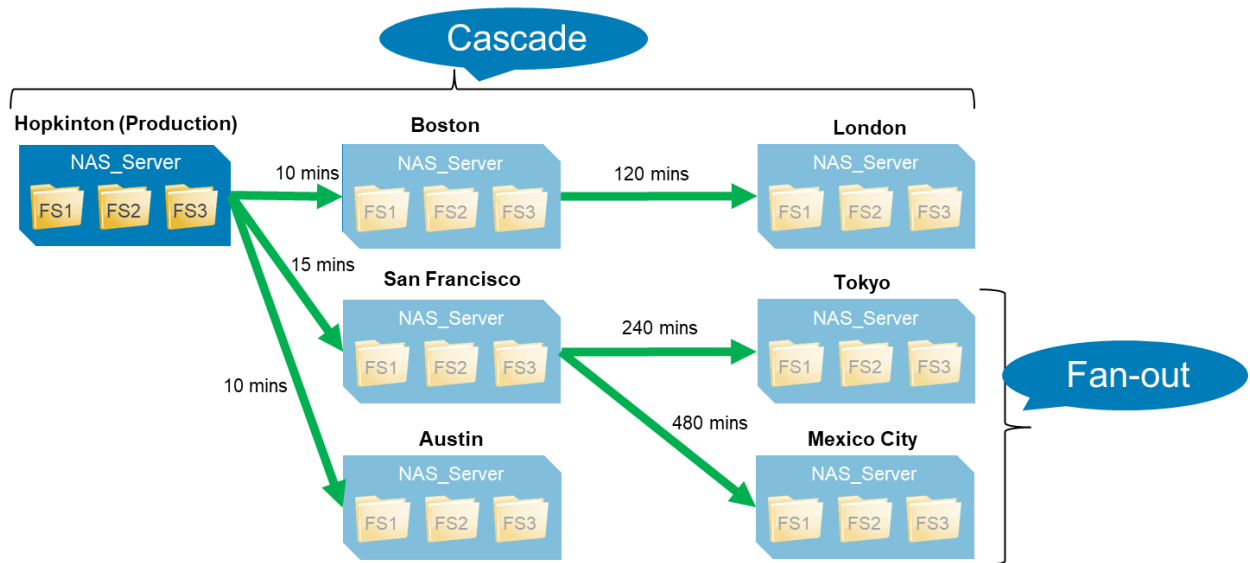 Cascade
Hopkinton (Production)
Boston
London
NAS_Server
FS1 FS2 FS3
10 mins
NAS_Server
FS1 FS2 FS3
120 mins
NAS_Server
FS1 FS2 FS3
15 mins
San Francisco
Tokyo
NAS_Server
FS1 FS2 FS3
240 mins
NAS_Server
FS1 FS2 FS3
Fan-out
10 mins
480 mins
Austin
Mexico City
NAS_Server
FS1 FS2 FS3
NAS_Server
FS1 FS2 FS3